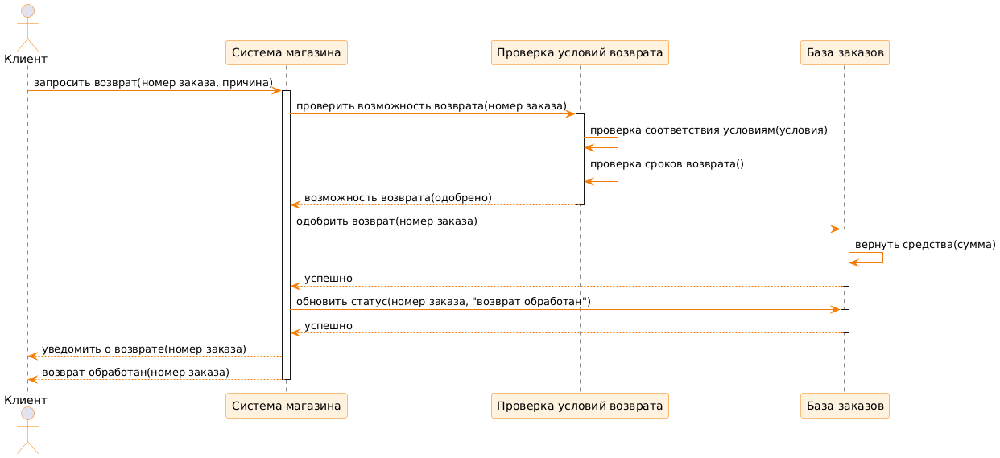 Клиент
Система магазина
Проверка условий возврата
База заказов
запросить возврат(номер заказа, причина)
проверить возможность возврата(номер заказа)
проверка соответствия условиям(условия)
проверка сроков возврата()
возможность возврата(одобрено)
одобрить возврат(номер заказа)
вернуть средства(сумма)
успешно
обновить статус(номер заказа, "возврат обработан")
успешно
уведомить о возврате(номер заказа)
возврат обработан(номер заказа)
Клиент
Система магазина
Проверка условий возврата
База заказов